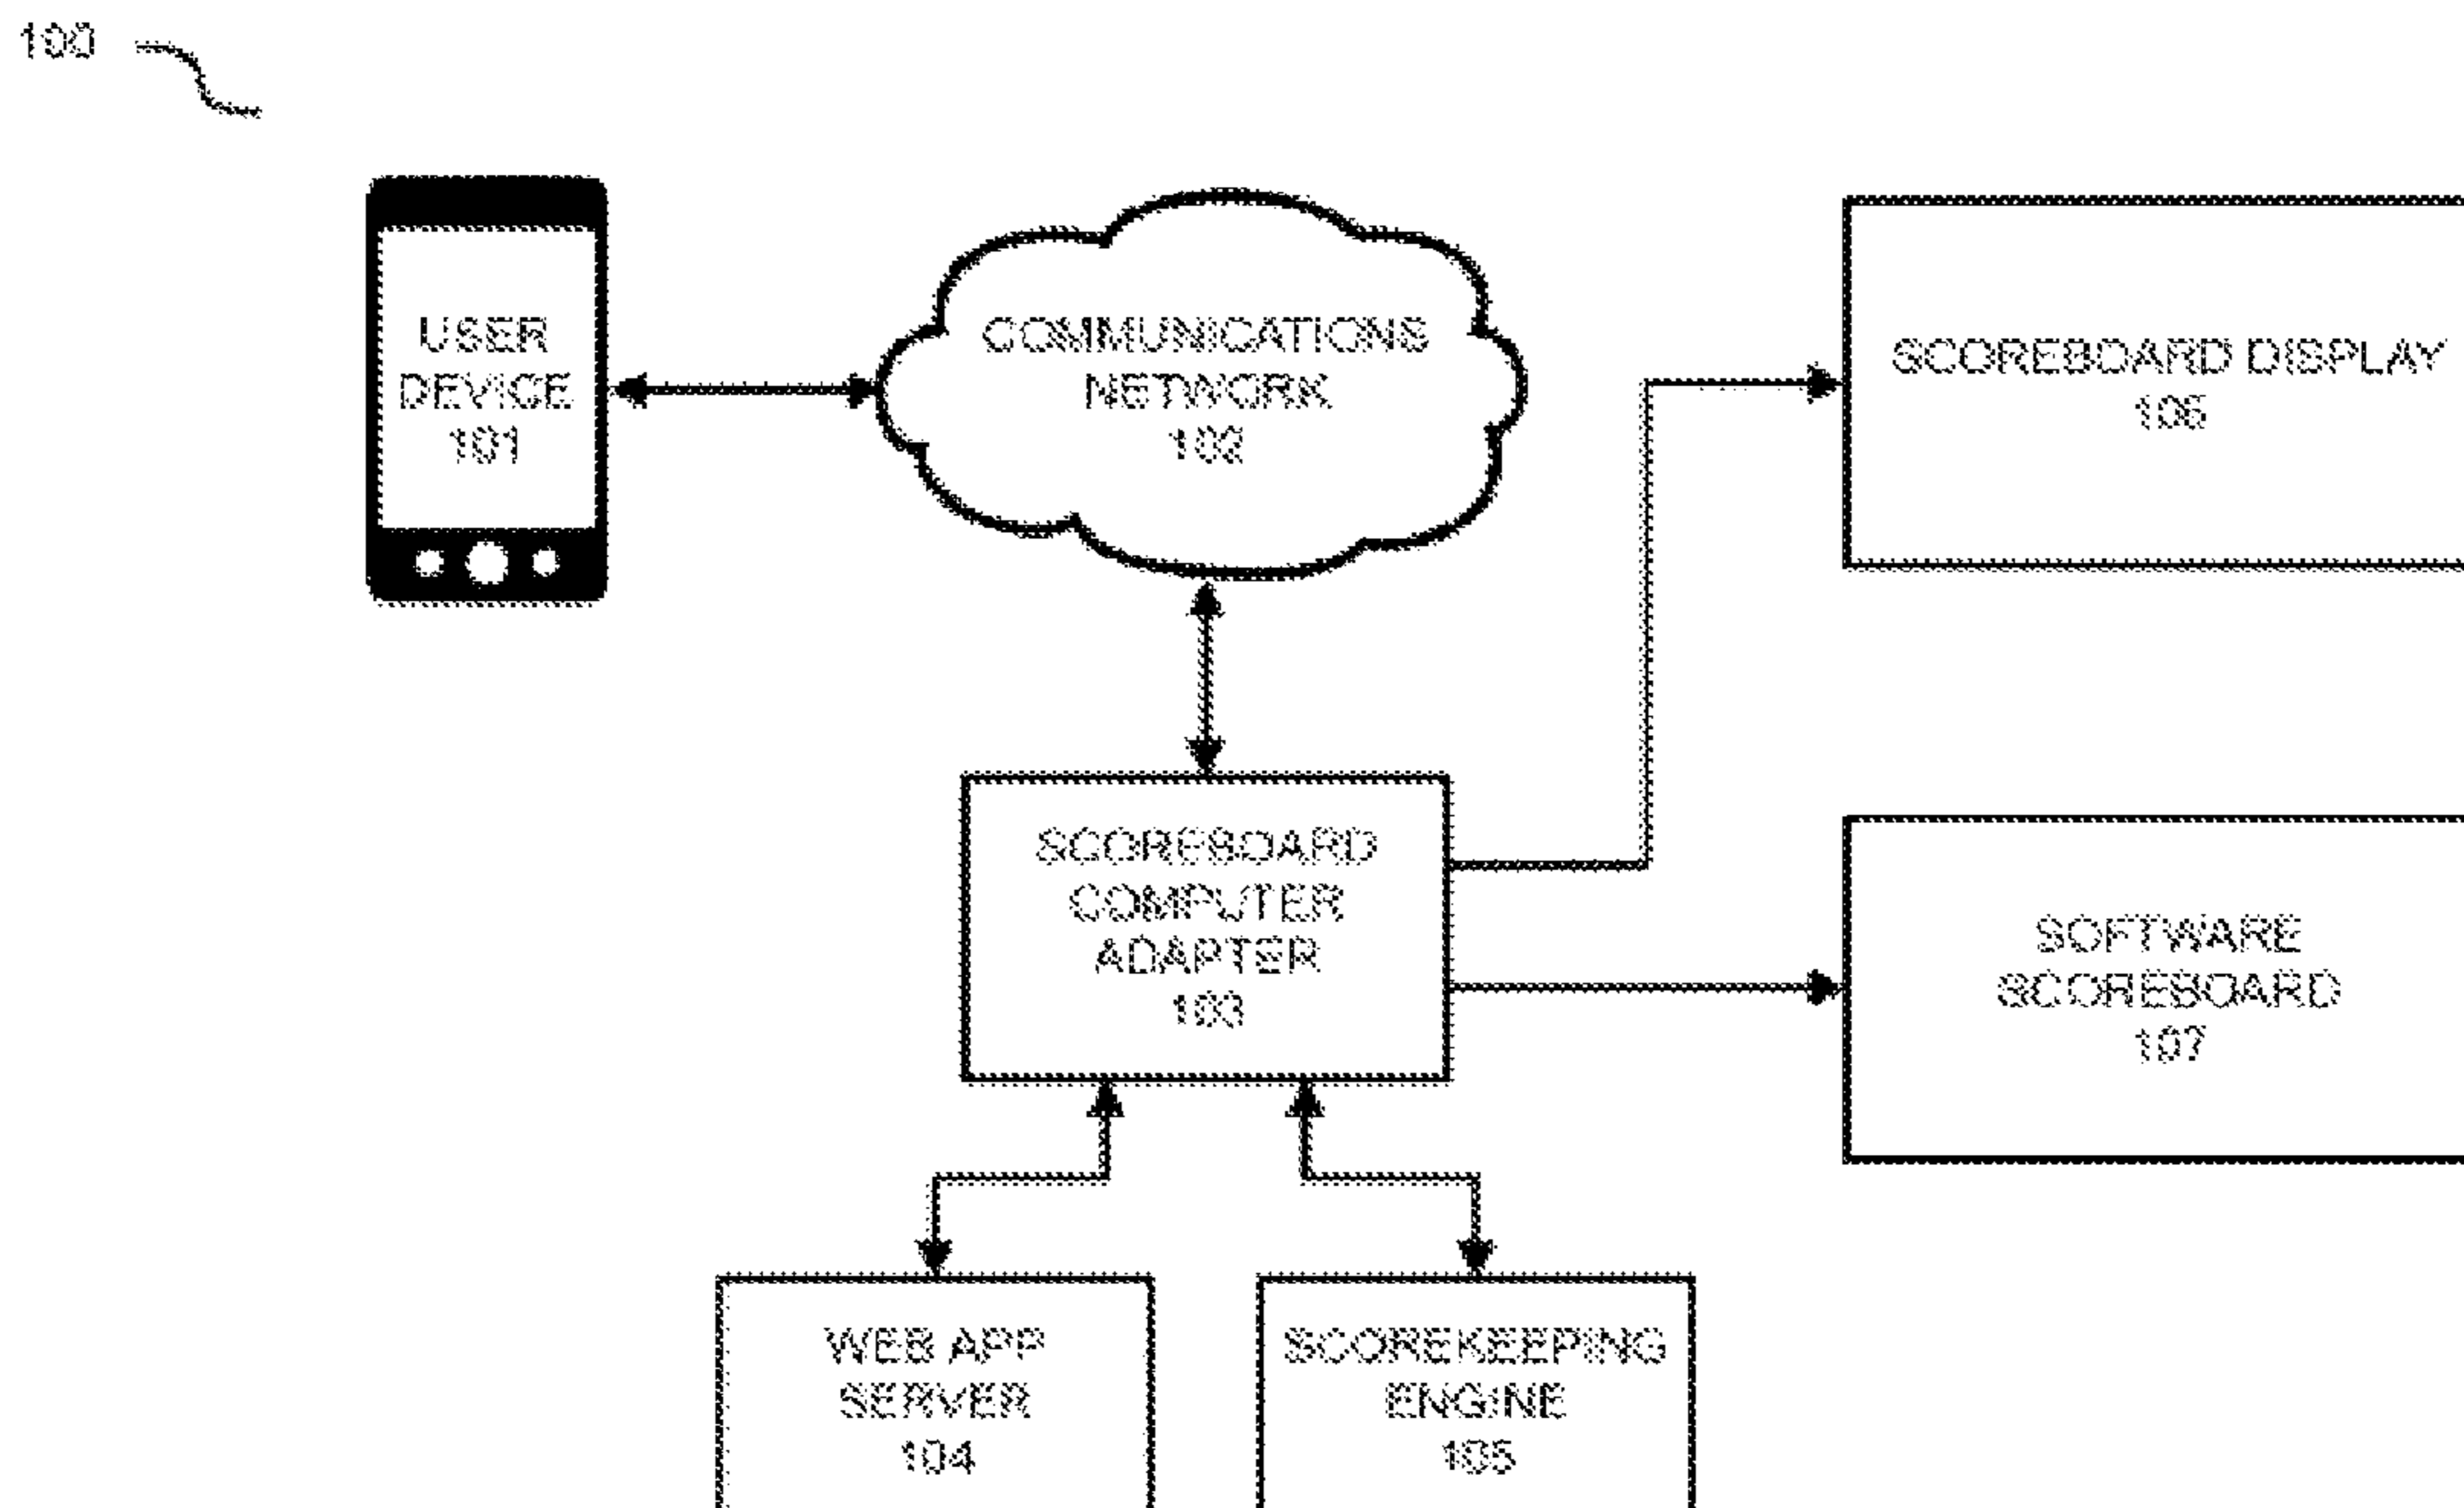 100
USER
DEVICE
101
COMMUNICATIONS
NETWORK
102
SCOREBOARD DISPLAY
106
SCOREBOARD
COMPUTER
ADAPTER
103
SOFTWARE
SCOREBOARD
107
WEB APP
SERVER
104
SCOREKEEPING
ENGINE
105